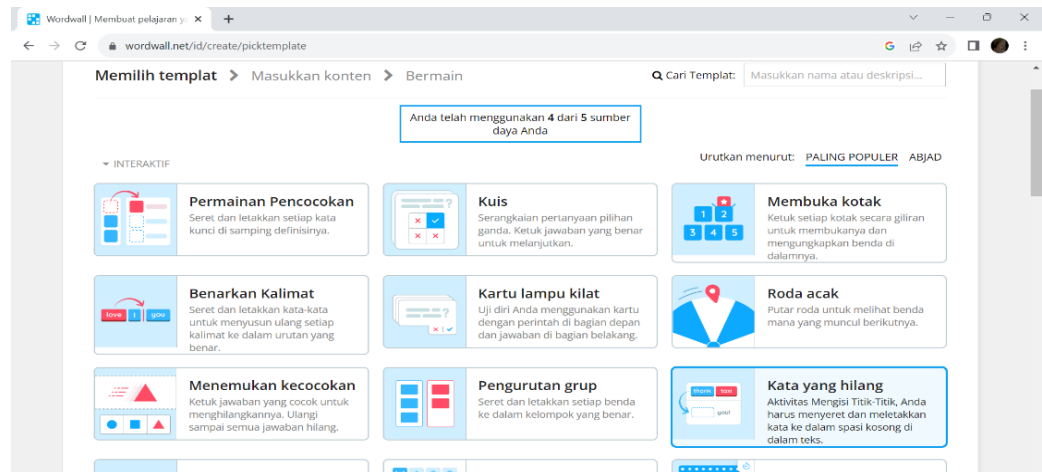 Wordwall | Membuat pelajaran ya
wordwall.net/id/create/picktemplate
Memilih templat > Masukkan konten > Bermain
Cari Templat: Masukkan nama atau deskripsi...
Anda telah menggunakan 4 dari 5 sumber
daya Anda
INTERAKTIF
Urutkan menurut: PALING POPULER ABJAD
Permainan Pencocokan
Seret dan letakkan setiap kata
kunci di samping definisinya.
Kuis
Serangkaian pertanyaan pilihan
ganda. Ketuk jawaban yang benar
untuk melanjutkan.
1 2
3 4 5
Membuka kotak
Ketuk setiap kotak secara giliran
untuk membukanya dan
mengungkapkan benda di
dalamnya.
love I you
Benarkan Kalimat
Seret dan letakkan kata-kata
untuk menyusun ulang setiap
kalimat ke dalam urutan yang
benar.
Kartu lampu kilat
Uji diri Anda menggunakan kartu
dengan perintah di bagian depan
dan jawaban di bagian belakang.
Roda acak
Putar roda untuk melihat benda
mana yang muncul berikutnya.
Menemukan kecocokan
Ketuk jawaban yang cocok untuk
menghilangkannya. Ulangi
sampai semua jawaban hilang.
Pengurutan grup
Seret dan letakkan setiap benda
ke dalam kelompok yang benar.
thank taxi
you!
Kata yang hilang
Aktivitas Mengisi Titik-Titik, Anda
harus menyeret dan meletakkan
kata ke dalam spasi kosong di
dalam teks.